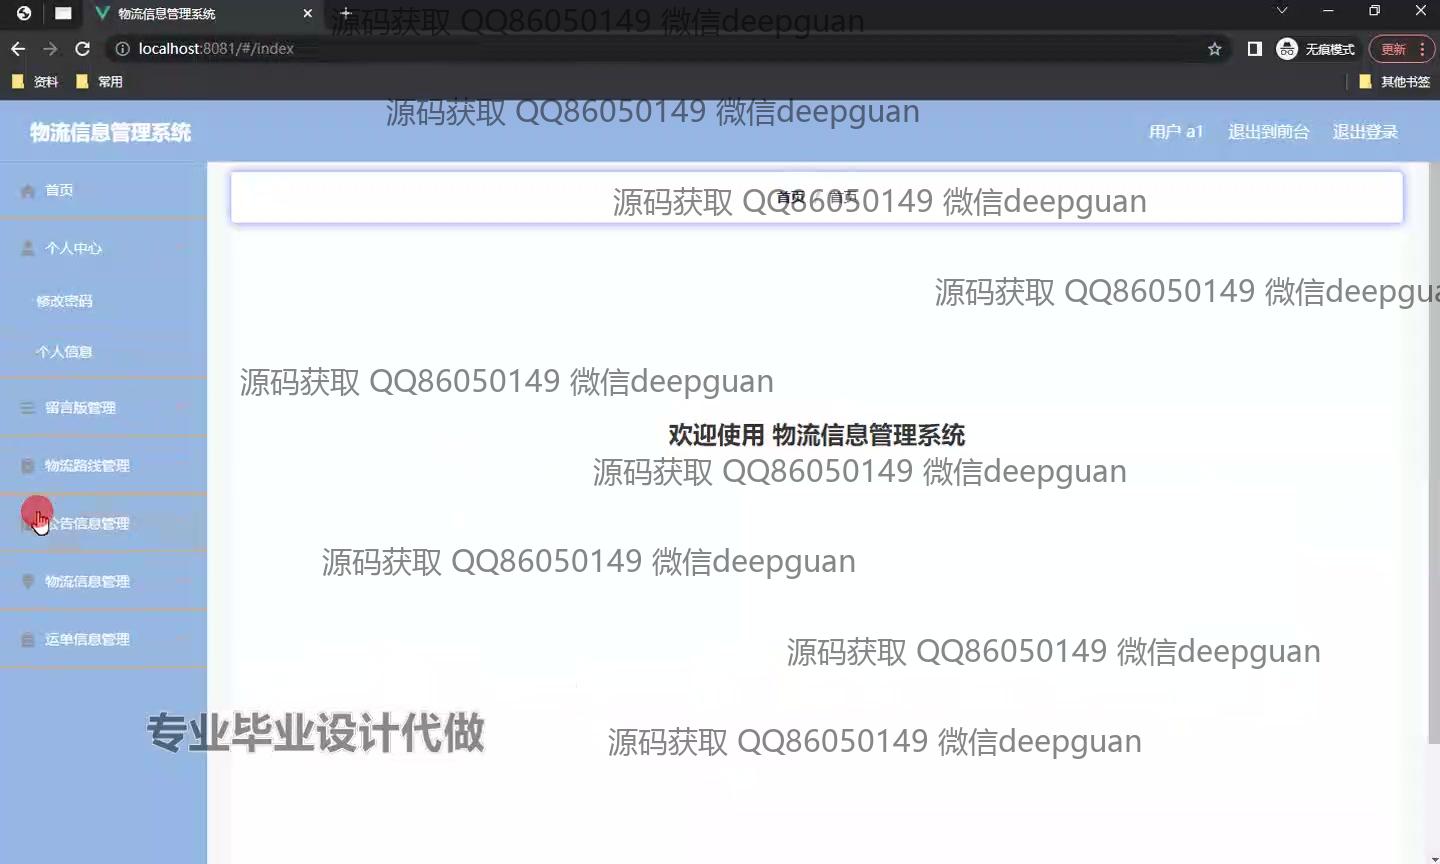 物流信息管理系统
源码获取 QQ86050149 微信deepguan
localhost:8081/#/index
无痕模式
更新
资料
常用
其他书签
源码获取 QQ86050149 微信deepguan
物流信息管理系统
用户 a1
退出到前台
退出登录
首页
首页
首页
源码获取 QQ86050149 微信deepguan
个人中心
源码获取 QQ86050149 微信deepgua
修改密码
个人信息
源码获取 QQ86050149 微信deepguan
留言版管理
欢迎使用 物流信息管理系统
物流路线管理
源码获取 QQ86050149 微信deepguan
公告信息管理
源码获取 QQ86050149 微信deepguan
物流信息管理
运单信息管理
源码获取 QQ86050149 微信deepguan
专业毕业设计代做
源码获取 QQ86050149 微信deepguan